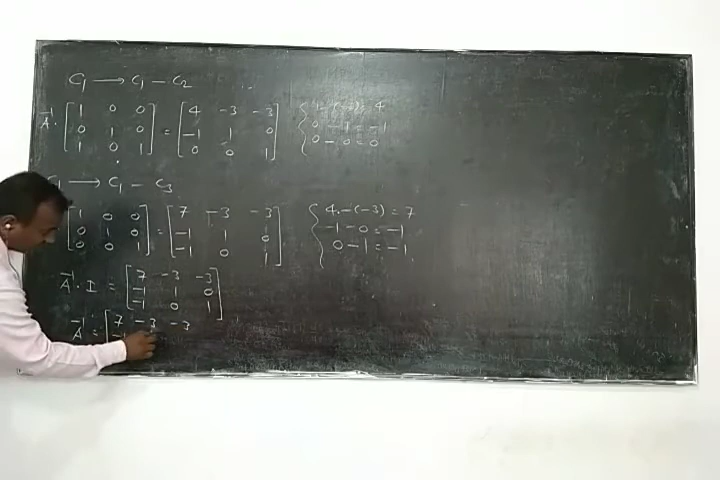 C₁ → C₁ − C₂
A⁻¹ · [1 0 0; 0 1 0; 1 0 1] = [4 −3 −3; −1 1 0; 0 0 1] { 1 − (−3) = 4
0 − 1 = −1
0 − 0 = 0
→ C₁ − C₃
[1 0 0; 0 1 0; 0 0 1] = [7 −3 −3; −1 1 0; −1 0 1] { 4 − (−3) = 7
−1 − 0 = −1
0 − 1 = −1
A⁻¹ · I = [7 −3 −3; −1 1 0; −1 0 1]
A⁻¹ = [7 −3 −3
−1